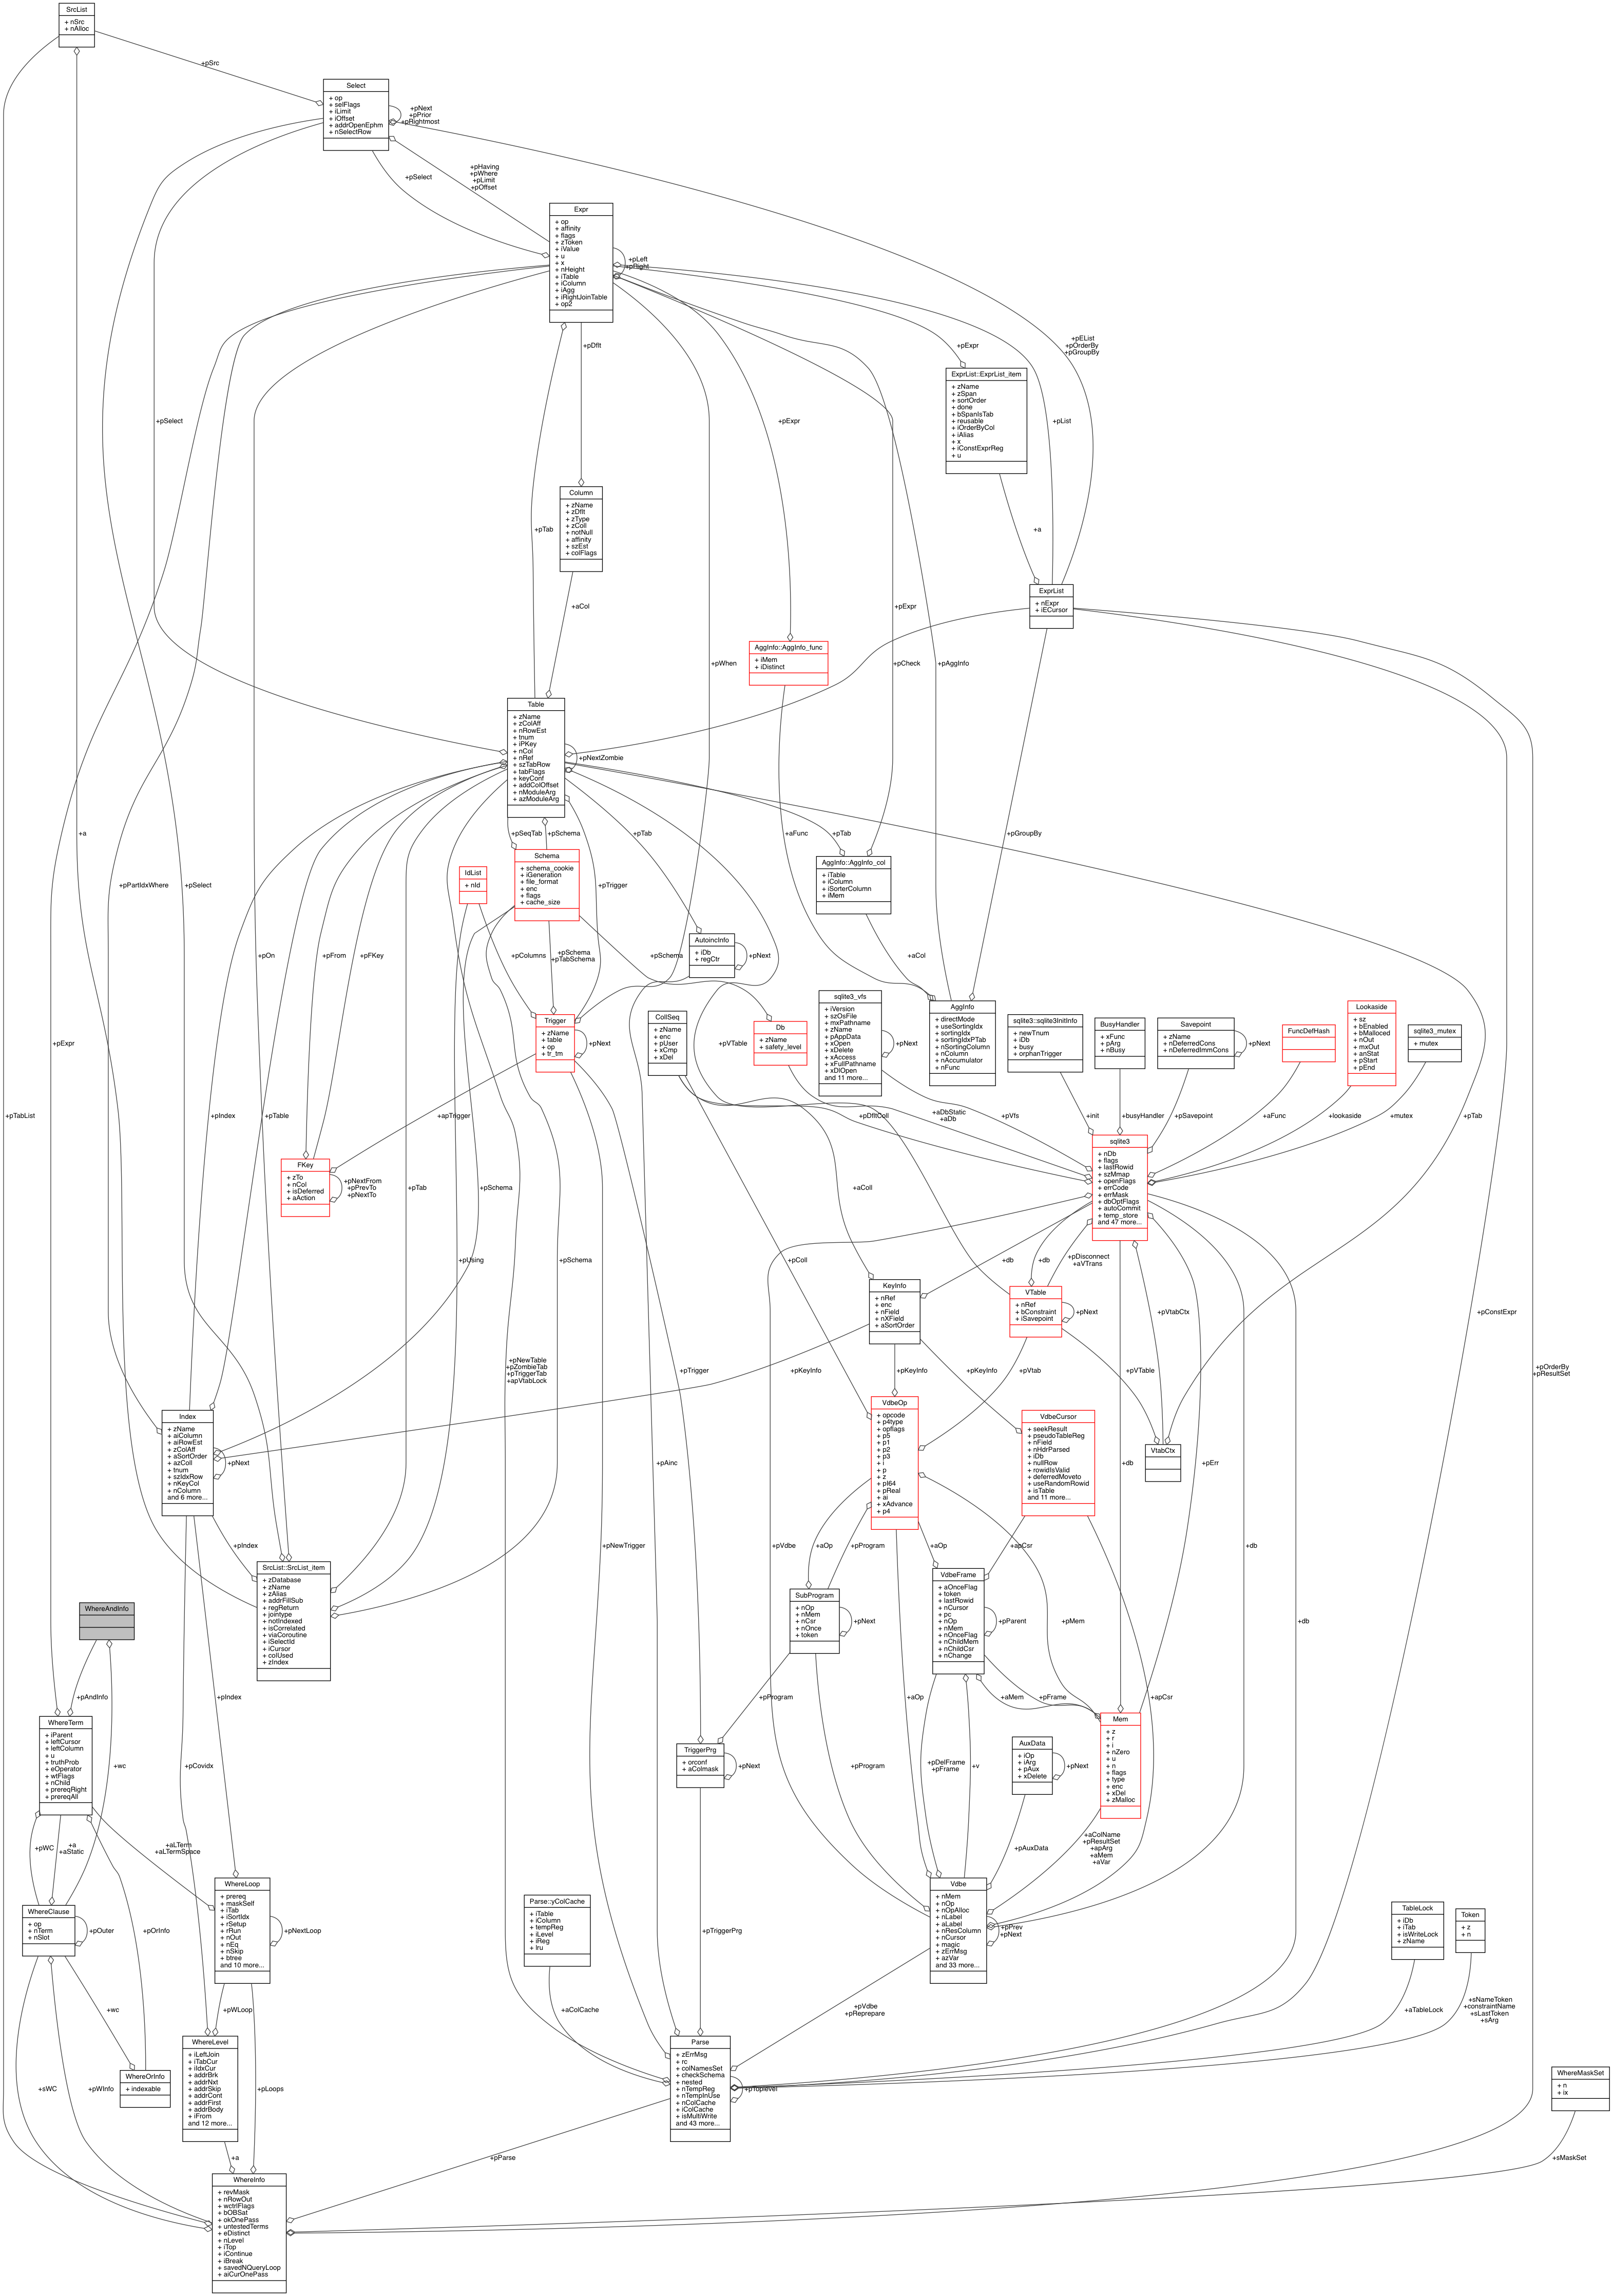 SrcList
+ nSrc
+ nAlloc
+pSrc
Select
+ op
+ selFlags
+ iLimit
+ iOffset
+ addrOpenEphm
+ nSelectRow
+pNext
+pPrior
+pRightmost
+pHaving
+pWhere
+pLimit
+pOffset
+pSelect
Expr
+ op
+ affinity
+ flags
+ zToken
+ iValue
+ u
+ x
+ nHeight
+ iTable
+ iColumn
+ iAgg
+ iRightJoinTable
+ op2
+pLeft
+pRight
+pDflt
+pExpr
+pEList
+pOrderBy
+pGroupBy
ExprList::ExprList_item
+ zName
+ zSpan
+ sortOrder
+ done
+ bSpanIsTab
+ reusable
+ iOrderByCol
+ iAlias
+ x
+ iConstExprReg
+ u
+pSelect
+pExpr
+pList
Column
+ zName
+ zDflt
+ zType
+ zColl
+ notNull
+ affinity
+ szEst
+ colFlags
+pTab
+a
ExprList
+ nExpr
+ iECursor
+aCol
+pExpr
AggInfo::AggInfo_func
+ iMem
+ iDistinct
+pWhen
+pCheck
+pAggInfo
Table
+ zName
+ zColAff
+ nRowEst
+ tnum
+ iPKey
+ nCol
+ nRef
+ szTabRow
+ tabFlags
+ keyConf
+ addColOffset
+ nModuleArg
+ azModuleArg
+pNextZombie
+a
+pSeqTab
+pSchema
+pTab
+aFunc
+pTab
+pGroupBy
Schema
+ schema_cookie
+ iGeneration
+ file_format
+ enc
+ flags
+ cache_size
IdList
+ nId
AggInfo::AggInfo_col
+ iTable
+ iColumn
+ iSorterColumn
+ iMem
+pPartIdxWhere
+pSelect
+pTrigger
AutoincInfo
+ iDb
+ regCtr
+pNext
+pOn
+pFrom
+pFKey
+pColumns
+pSchema
+pTabSchema
+pSchema
+aCol
Trigger
+ zName
+ table
+ op
+ tr_tm
+pNext
CollSeq
+ zName
+ enc
+ pUser
+ xCmp
+ xDel
+pVTable
Db
+ zName
+ safety_level
sqlite3_vfs
+ iVersion
+ szOsFile
+ mxPathname
+ zName
+ pAppData
+ xOpen
+ xDelete
+ xAccess
+ xFullPathname
+ xDlOpen
and 11 more...
+pNext
AggInfo
+ directMode
+ useSortingIdx
+ sortingIdx
+ sortingIdxPTab
+ nSortingColumn
+ nColumn
+ nAccumulator
+ nFunc
sqlite3::sqlite3InitInfo
+ newTnum
+ iDb
+ busy
+ orphanTrigger
BusyHandler
+ xFunc
+ pArg
+ nBusy
Savepoint
+ zName
+ nDeferredCons
+ nDeferredImmCons
+pNext
FuncDefHash
Lookaside
+ sz
+ bEnabled
+ bMalloced
+ nOut
+ mxOut
+ anStat
+ pStart
+ pEnd
sqlite3_mutex
+ mutex
+pExpr
+pTabList
+pIndex
+pTable
+apTrigger
+pDfltColl
+aDbStatic
+aDb
+pVfs
+init
+busyHandler
+pSavepoint
+aFunc
+lookaside
+mutex
+pTab
FKey
+ zTo
+ nCol
+ isDeferred
+ aAction
+pNextFrom
+pPrevTo
+pNextTo
+pTab
+pSchema
+aColl
sqlite3
+ nDb
+ flags
+ lastRowid
+ szMmap
+ openFlags
+ errCode
+ errMask
+ dbOptFlags
+ autoCommit
+ temp_store
and 47 more...
+pUsing
+pSchema
+pColl
+db
+db
+pDisconnect
+aVTrans
KeyInfo
+ nRef
+ enc
+ nField
+ nXField
+ aSortOrder
VTable
+ nRef
+ bConstraint
+ iSavepoint
+pNext
+pVtabCtx
+pConstExpr
+pNewTable
+pZombieTab
+pTriggerTab
+apVtabLock
+pTrigger
+pKeyInfo
+pKeyInfo
+pKeyInfo
+pVtab
+pVTable
+pOrderBy
+pResultSet
Index
+ zName
+ aiColumn
+ aiRowEst
+ zColAff
+ aSortOrder
+ azColl
+ tnum
+ szIdxRow
+ nKeyCol
+ nColumn
and 6 more...
+pNext
VdbeOp
+ opcode
+ p4type
+ opflags
+ p5
+ p1
+ p2
+ p3
+ i
+ p
+ z
+ pI64
+ pReal
+ ai
+ xAdvance
+ p4
VdbeCursor
+ seekResult
+ pseudoTableReg
+ nField
+ nHdrParsed
+ iDb
+ nullRow
+ rowidIsValid
+ deferredMoveto
+ useRandomRowid
+ isTable
and 11 more...
VtabCtx
+pAinc
+db
+pErr
+pIndex
+pNewTrigger
+pVdbe
+aOp
+pProgram
+aOp
+apCsr
+db
SrcList::SrcList_item
+ zDatabase
+ zName
+ zAlias
+ addrFillSub
+ regReturn
+ jointype
+ notIndexed
+ isCorrelated
+ viaCoroutine
+ iSelectId
+ iCursor
+ colUsed
+ zIndex
WhereAndInfo
SubProgram
+ nOp
+ nMem
+ nCsr
+ nOnce
+ token
+pNext
VdbeFrame
+ aOnceFlag
+ token
+ lastRowid
+ nCursor
+ pc
+ nOp
+ nMem
+ nOnceFlag
+ nChildMem
+ nChildCsr
+ nChange
+pParent
+pMem
+db
+pAndInfo
+pIndex
+pProgram
+aOp
+aMem
+pFrame
+apCsr
WhereTerm
+ iParent
+ leftCursor
+ leftColumn
+ u
+ truthProb
+ eOperator
+ wtFlags
+ nChild
+ prereqRight
+ prereqAll
+wc
+pCovidx
TriggerPrg
+ orconf
+ aColmask
+pNext
+pProgram
+pDelFrame
+pFrame
+v
AuxData
+ iOp
+ iArg
+ pAux
+ xDelete
+pNext
Mem
+ z
+ r
+ i
+ nZero
+ u
+ n
+ flags
+ type
+ enc
+ xDel
+ zMalloc
+pWC
+a
+aStatic
+aLTerm
+aLTermSpace
+pAuxData
+aColName
+pResultSet
+apArg
+aMem
+aVar
WhereClause
+ op
+ nTerm
+ nSlot
+pOuter
+pOrInfo
WhereLoop
+ prereq
+ maskSelf
+ iTab
+ iSortIdx
+ rSetup
+ rRun
+ nOut
+ nEq
+ nSkip
+ btree
and 10 more...
+pNextLoop
Parse::yColCache
+ iTable
+ iColumn
+ tempReg
+ iLevel
+ iReg
+ lru
+pTriggerPrg
Vdbe
+ nMem
+ nOp
+ nOpAlloc
+ nLabel
+ aLabel
+ nResColumn
+ nCursor
+ magic
+ zErrMsg
+ azVar
and 33 more...
+pPrev
+pNext
TableLock
+ iDb
+ iTab
+ isWriteLock
+ zName
Token
+ z
+ n
+wc
+pWLoop
+aColCache
+pVdbe
+pReprepare
+aTableLock
+sNameToken
+constraintName
+sLastToken
+sArg
+sWC
+pWInfo
WhereOrInfo
+ indexable
WhereLevel
+ iLeftJoin
+ iTabCur
+ iIdxCur
+ addrBrk
+ addrNxt
+ addrSkip
+ addrCont
+ addrFirst
+ addrBody
+ iFrom
and 12 more...
+pLoops
Parse
+ zErrMsg
+ rc
+ colNamesSet
+ checkSchema
+ nested
+ nTempReg
+ nTempInUse
+ nColCache
+ iColCache
+ isMultiWrite
and 43 more...
+pToplevel
WhereMaskSet
+ n
+ ix
+a
+pParse
+sMaskSet
WhereInfo
+ revMask
+ nRowOut
+ wctrlFlags
+ bOBSat
+ okOnePass
+ untestedTerms
+ eDistinct
+ nLevel
+ iTop
+ iContinue
+ iBreak
+ savedNQueryLoop
+ aiCurOnePass